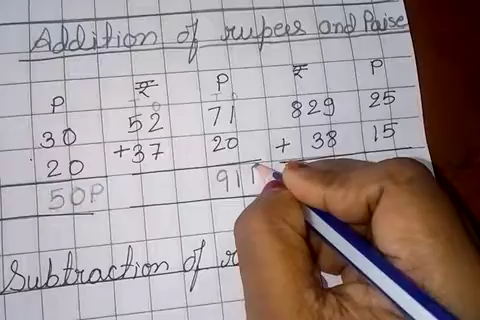 Addition of rupees and Paise
P ₹ P ₹ P
30 52 71 829 25
20 +37 20 + 38 15
50P 91
Subtraction of